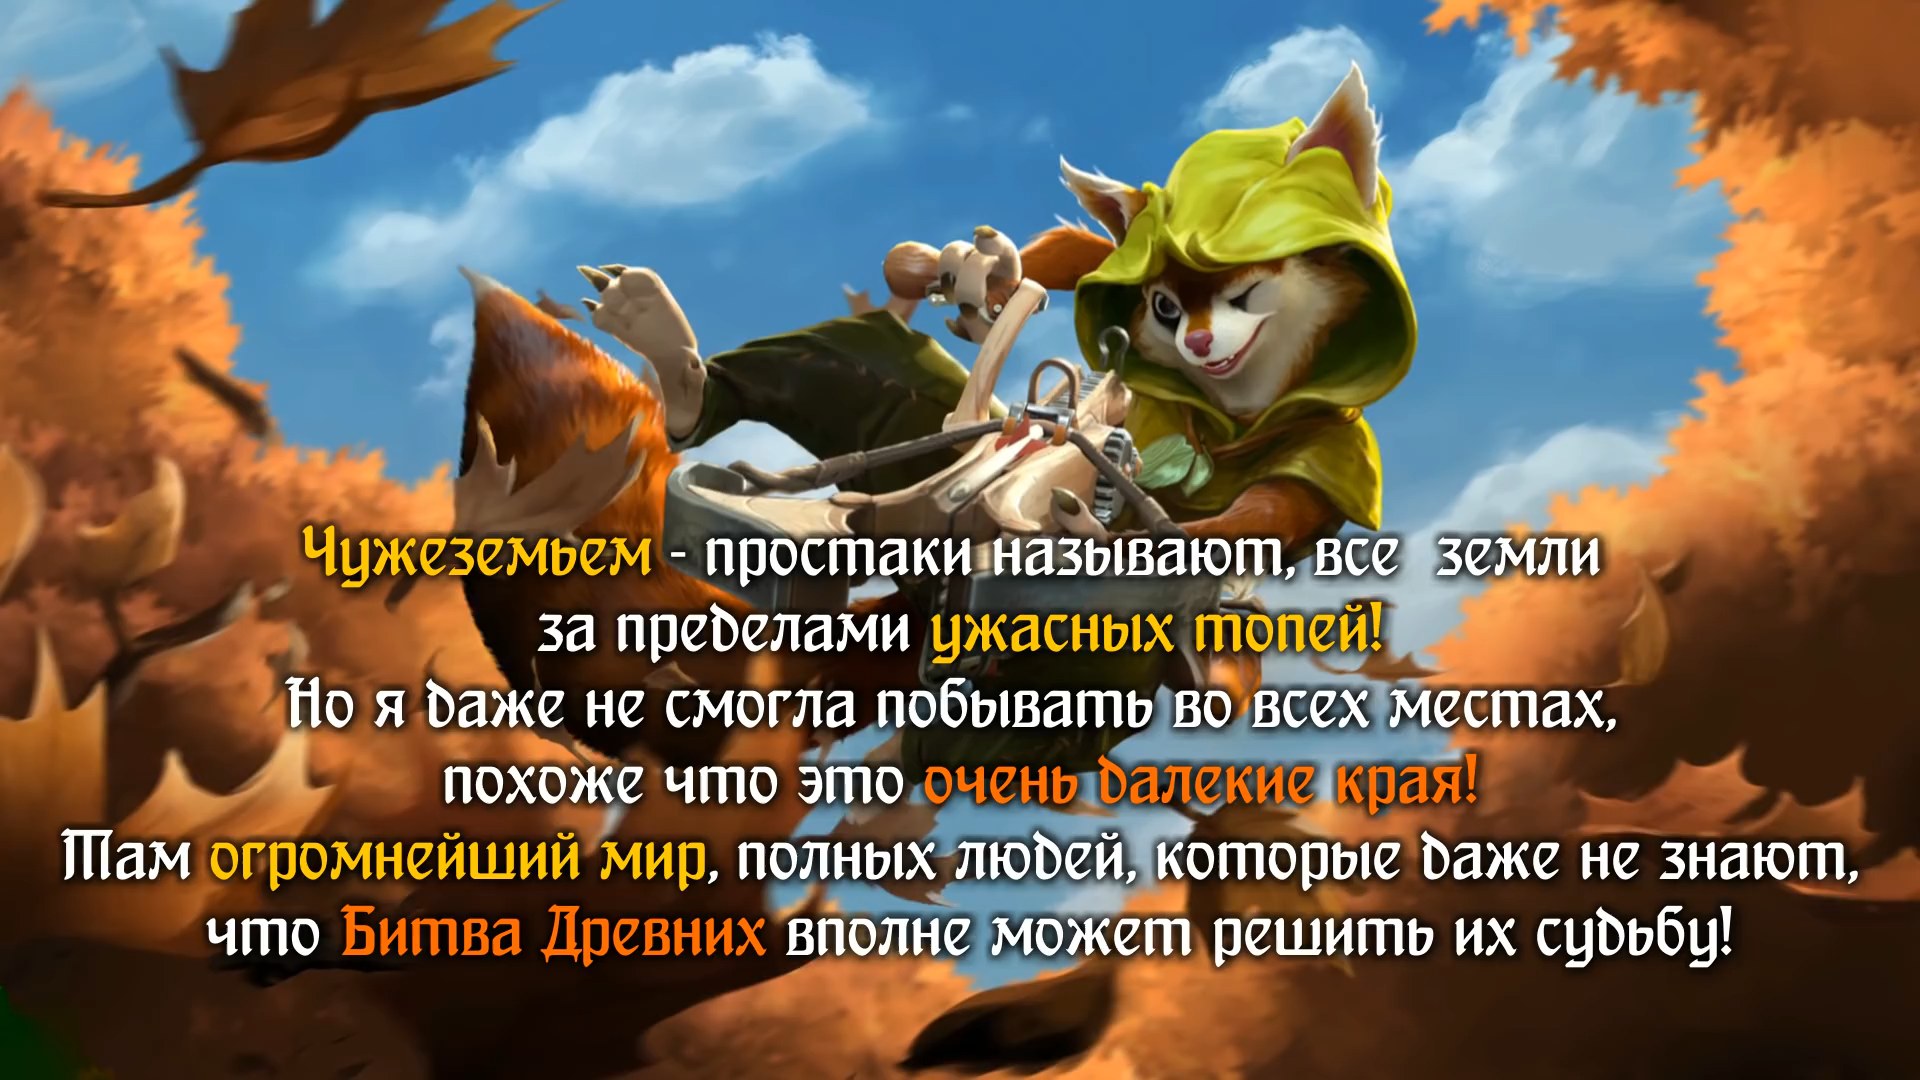 Чужеземьем - простаки называют, все земли
за пределами ужасных топей!
Но я даже не смогла побывать во всех местах,
похоже что это очень далекие края!
Там огромнейший мир, полных людей, которые даже не знают,
что Битва Древних вполне может решить их судьбу!